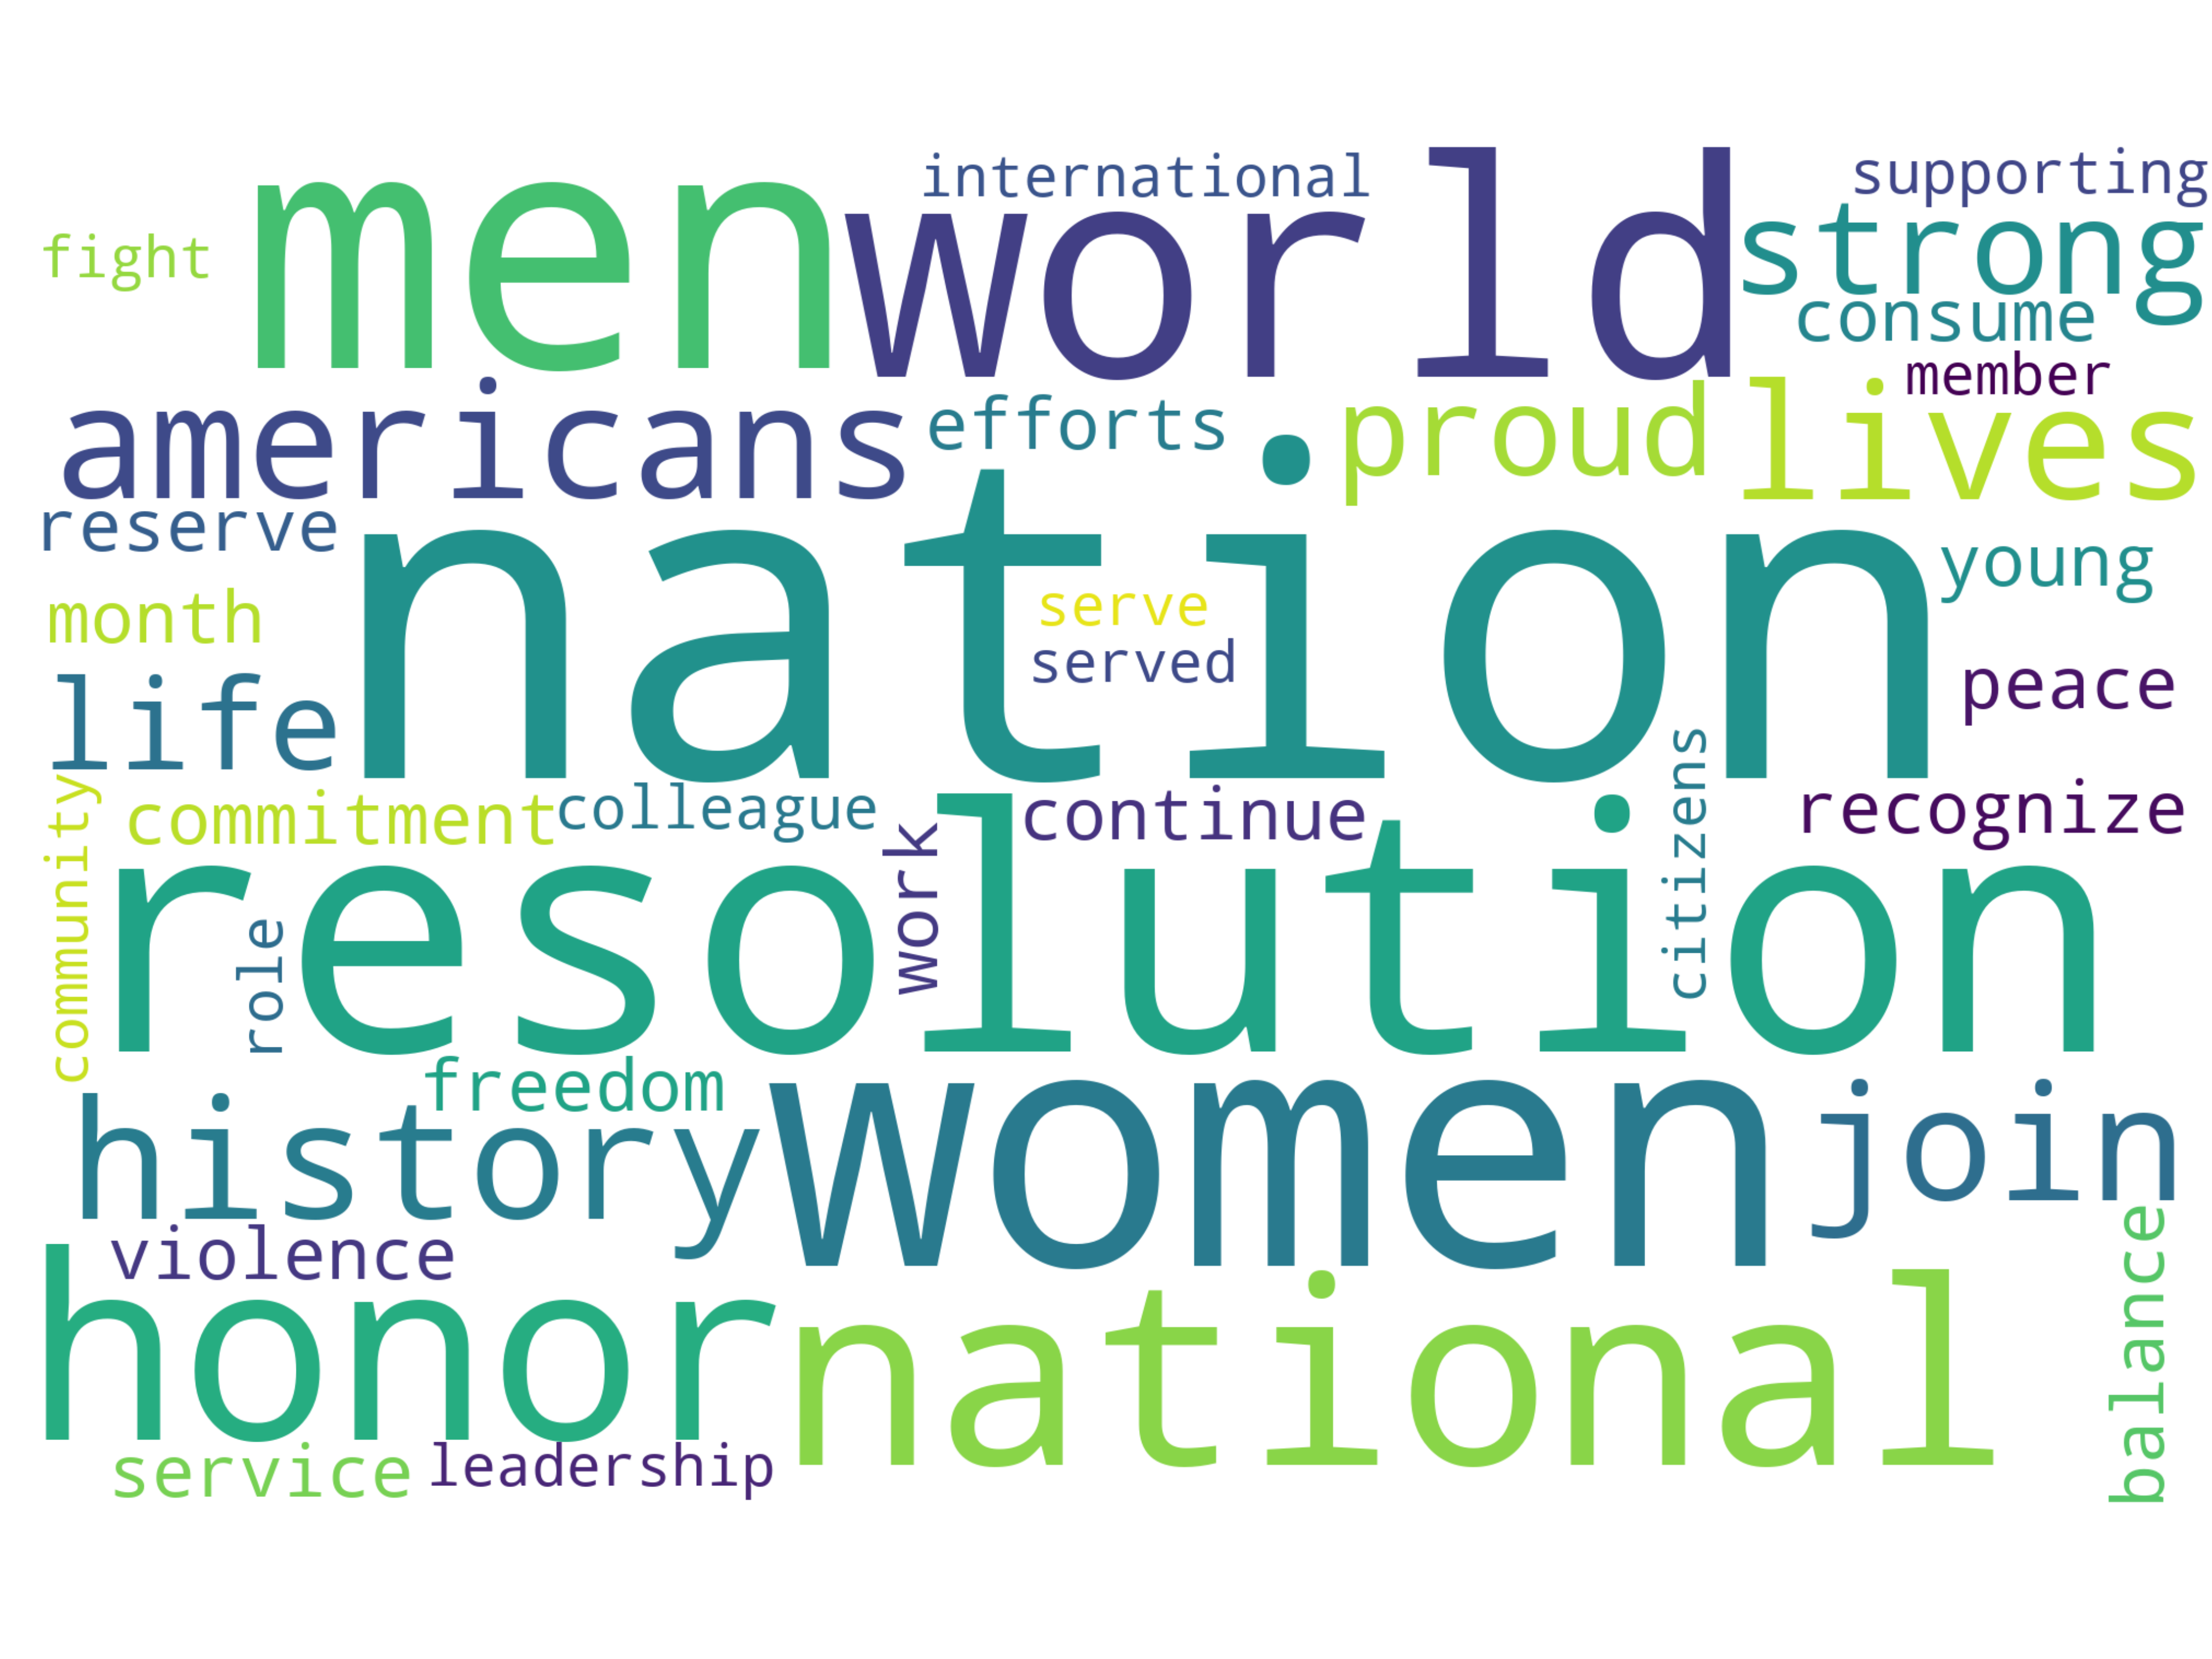 international
supporting
men
world
strong
fight
consume
member
americans
efforts
proud
lives
reserve
nation
young
month
serve
served
life
peace
citizens
community
commitment
colleague
continue
recognize
work
resolution
role
freedom
history
women
join
violence
balance
honor
national
service
leadership